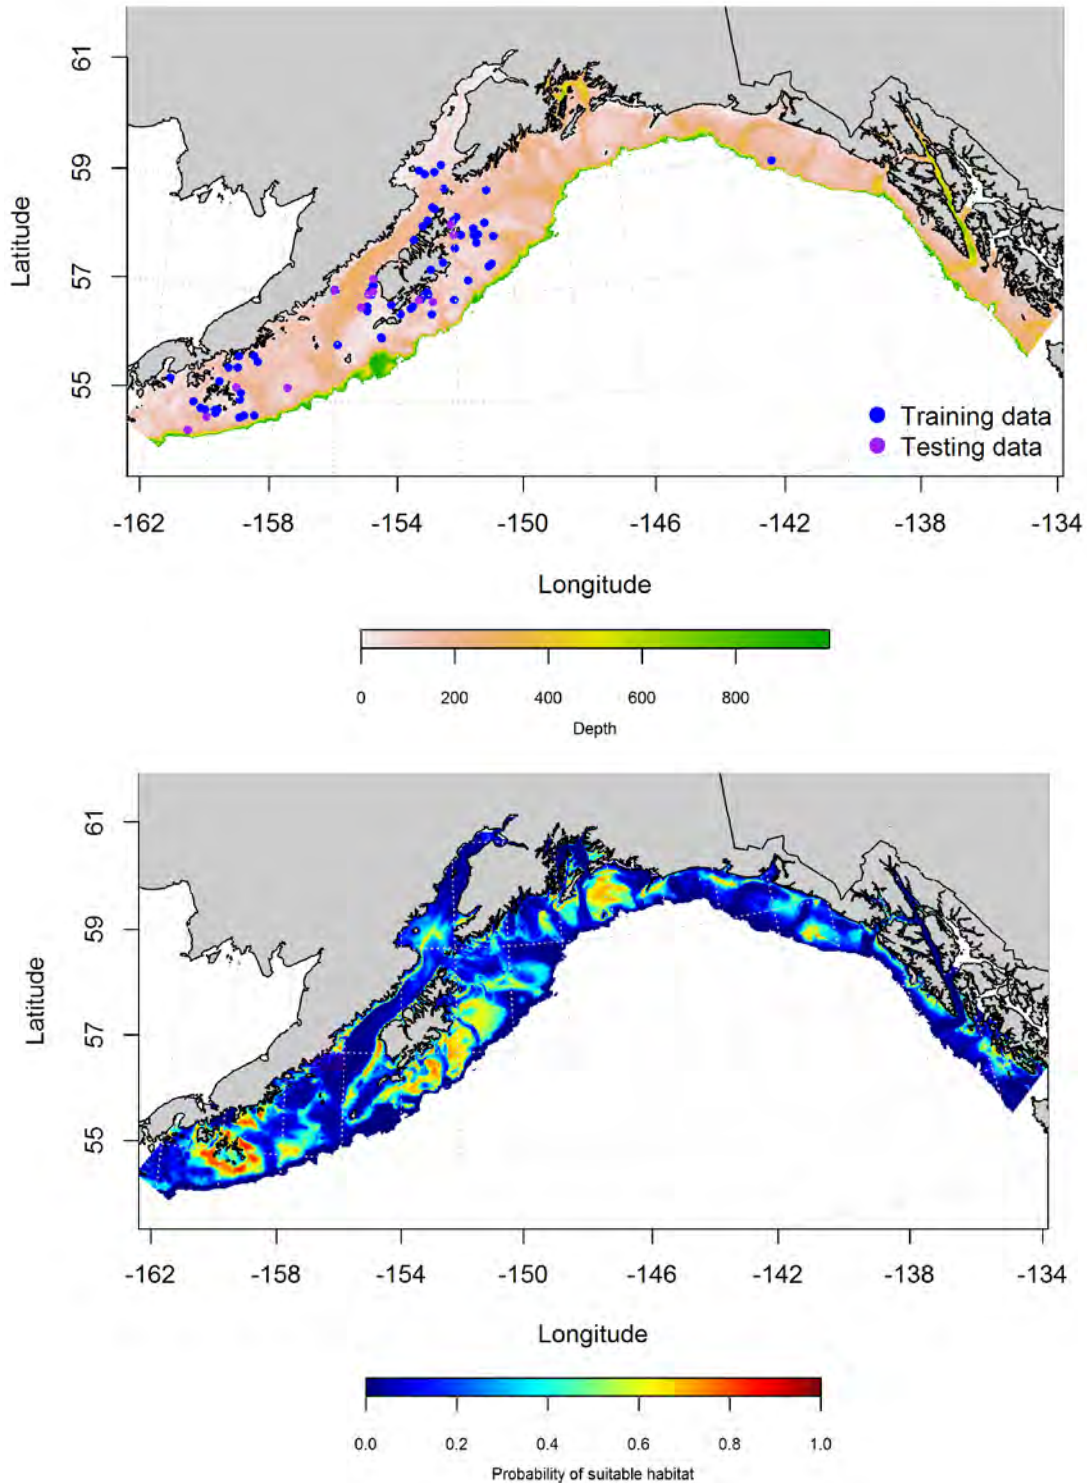 61
59
57
55
Latitude
Training data
Testing data
-162 -158 -154 -150 -146 -142 -138 -134
Longitude
0 200 400 600 800
Depth
61
59
57
55
Latitude
-162 -158 -154 -150 -146 -142 -138 -134
Longitude
0.0 0.2 0.4 0.6 0.8 1.0
Probability of suitable habitat